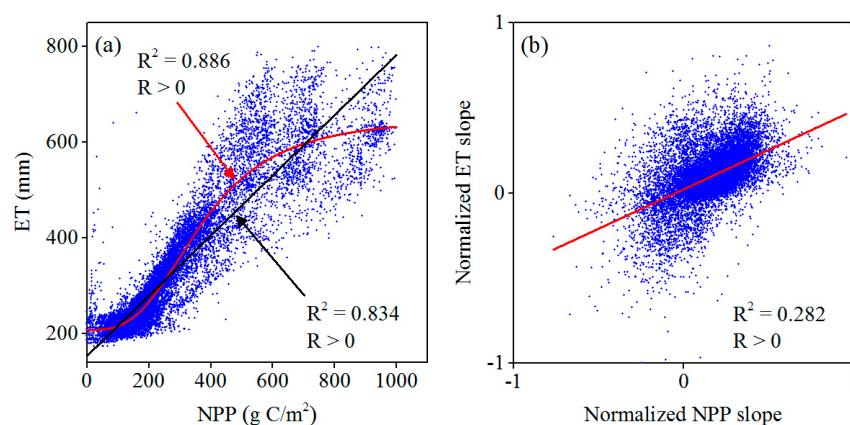 (a)
R² = 0.886
R > 0
R² = 0.834
R > 0
800
600
400
200
0 200 400 600 800 1000
ET (mm)
NPP (g C/m²)
(b)
R² = 0.282
R > 0
1
0
-1
-1 0
Normalized ET slope
Normalized NPP slope